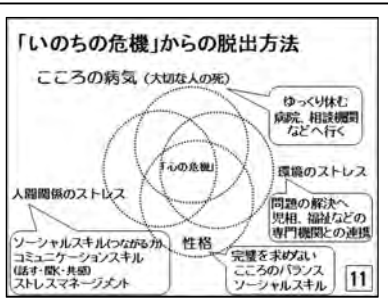 「いのちの危機」からの脱出方法
こころの病気（大切な人の死）
ゆっくり休む
病院、相談機関
などへ行く
「心の危機」
環境のストレス
人間関係のストレス
問題の解決へ
児相、福祉などの
専門機関との連携
ソーシャルスキル(つながる力)
コミュニケーションスキル
(話す・聞く・共感)
ストレスマネージメント
性格
完璧を求めない
こころのバランス
ソーシャルスキル
11